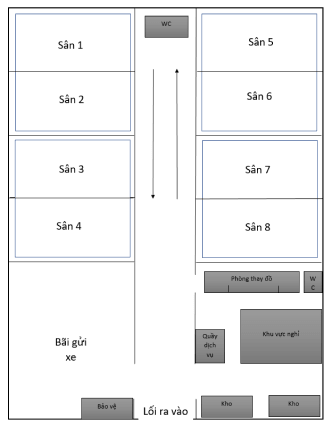 WC
Sân 1
Sân 5
Sân 2
Sân 6
Sân 3
Sân 7
Sân 4
Sân 8
Phòng thay đồ
W
C
Bãi gửi
xe
Quầy
dịch
vụ
Khu vực nghỉ
Bảo vệ
Lối ra vào
Kho
Kho